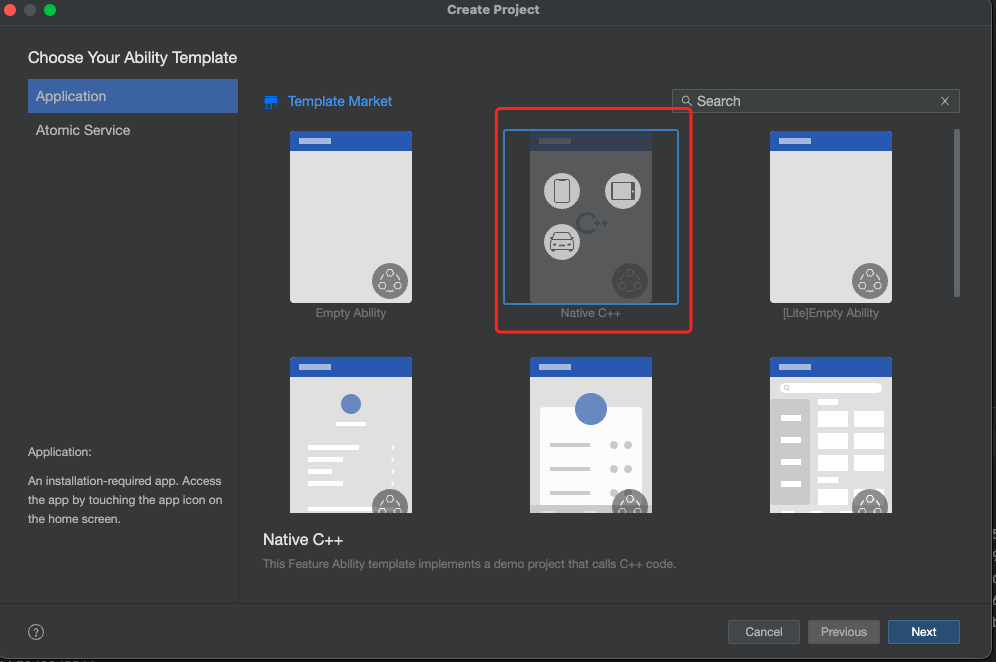 Create Project
Choose Your Ability Template
Application
Atomic Service
Template Market
Search
C++
Empty Ability
Native C++
[Lite]Empty Ability
Application:
An installation-required app. Access
the app by touching the app icon on
the home screen.
Native C++
This Feature Ability template implements a demo project that calls C++ code.
?
Cancel
Previous
Next